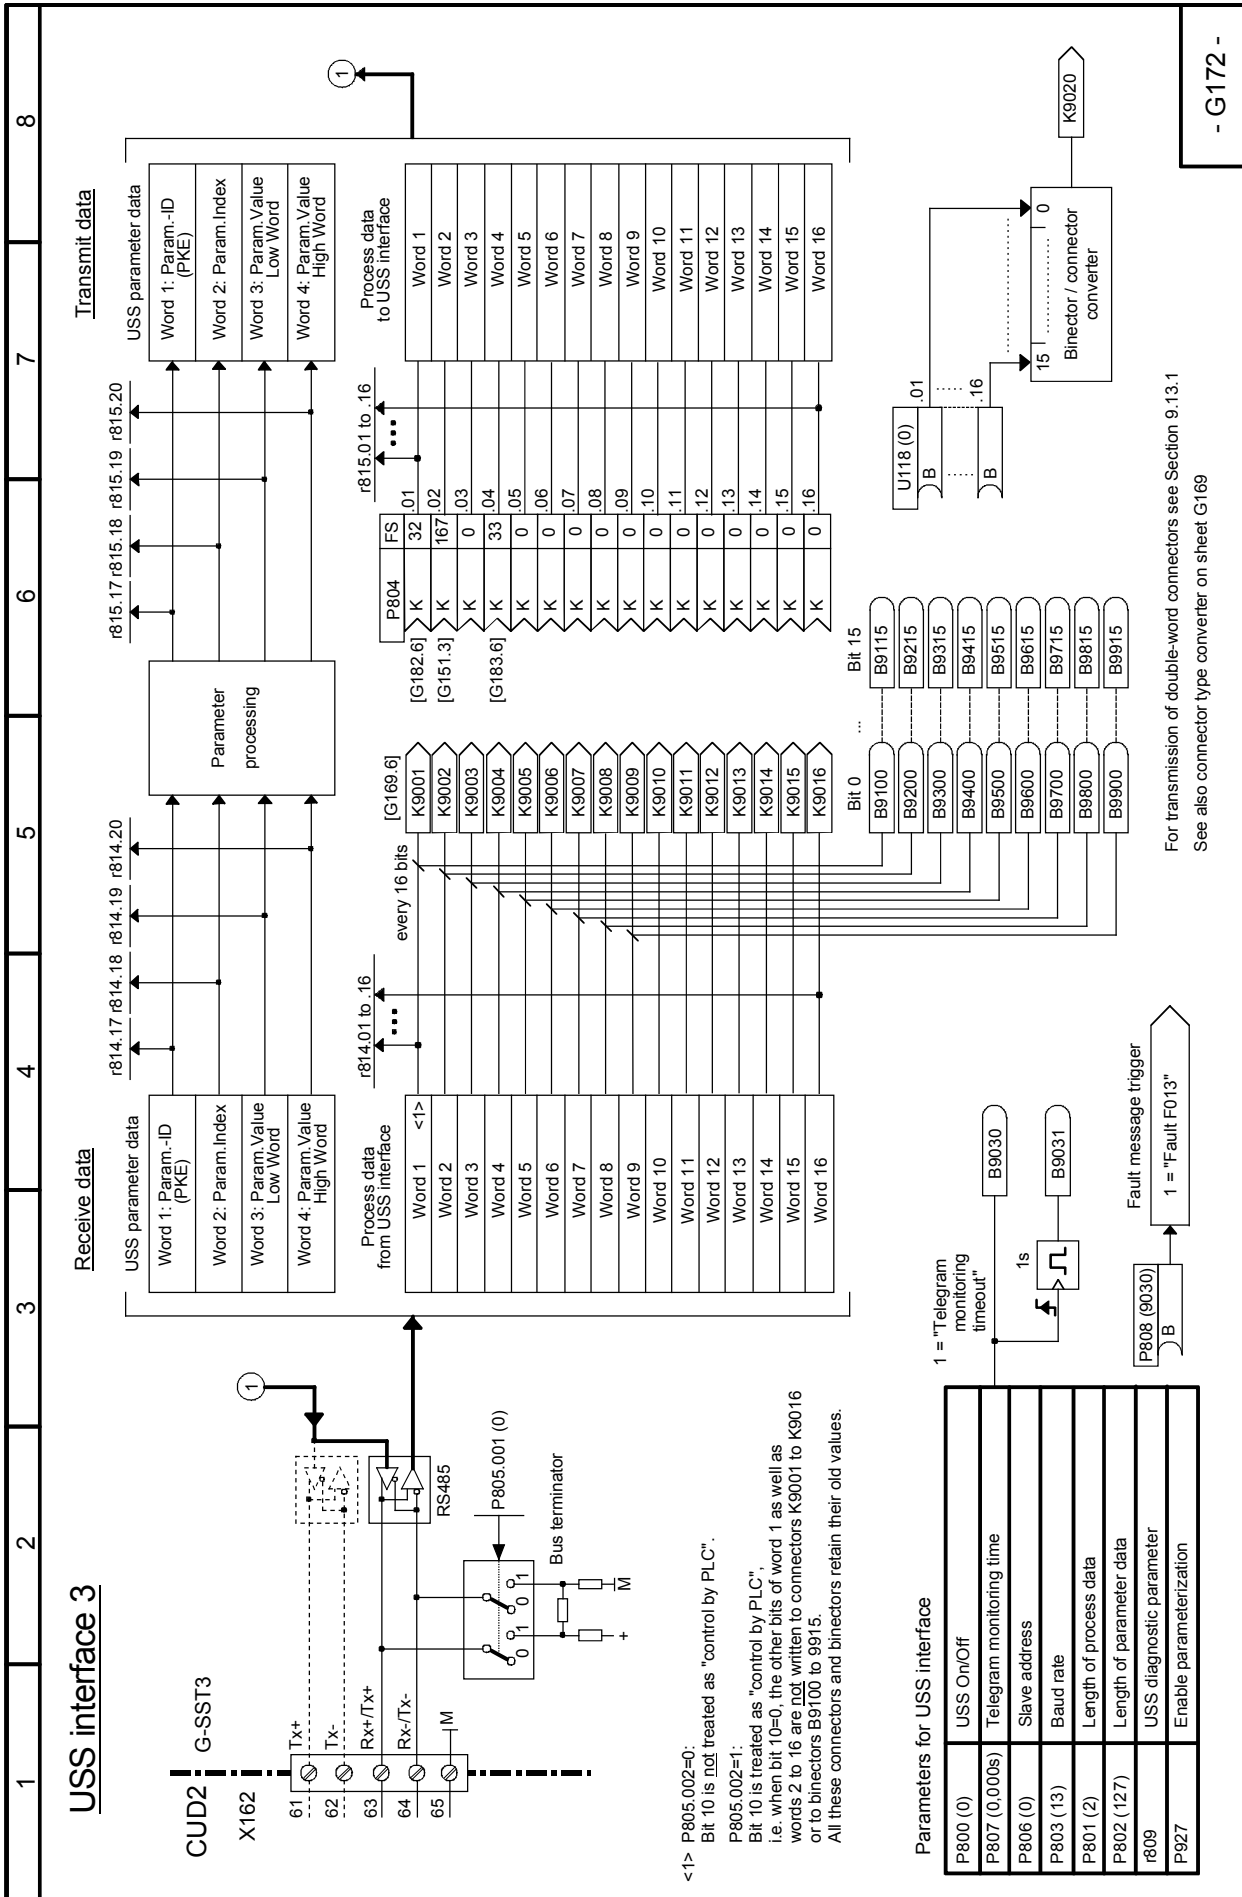 1
2
3
4
5
6
7
8
USS interface 3
CUD2
G-SST3
X162
61
Tx+
62
Tx-
63
Rx+/Tx+
64
Rx-/Tx-
65
M
RS485
1
P805.001 (0)
0
1
0
1
+
M
Bus terminator
<1> P805.002=0:
Bit 10 is not treated as "control by PLC".
P805.002=1:
Bit 10 is treated as "control by PLC",
i.e. when bit 10=0, the other bits of word 1 as well as
words 2 to 16 are not written to connectors K9001 to K9016
or to binectors B9100 to 9915.
All these connectors and binectors retain their old values.
Parameters for USS interface
P800 (0) USS On/Off
P807 (0,000s) Telegram monitoring time
P806 (0) Slave address
P803 (13) Baud rate
P801 (2) Length of process data
P802 (127) Length of parameter data
r809 USS diagnostic parameter
P927 Enable parameterization
1 = "Telegram
monitoring
timeout"
B9030
1s
B9031
Fault message trigger
P808 (9030)
B
1 = "Fault F013"
Receive data
USS parameter data
Word 1: Param.-ID
(PKE)
Word 2: Param.Index
Word 3: Param.Value
Low Word
Word 4: Param.Value
High Word
r814.17
r814.18
r814.19
r814.20
Parameter
processing
r815.17
r815.18
r815.19
r815.20
Transmit data
USS parameter data
Word 1: Param.-ID
(PKE)
Word 2: Param.Index
Word 3: Param.Value
Low Word
Word 4: Param.Value
High Word
1
Process data
from USS interface
Word 1 <1>
Word 2
Word 3
Word 4
Word 5
Word 6
Word 7
Word 8
Word 9
Word 10
Word 11
Word 12
Word 13
Word 14
Word 15
Word 16
r814.01 to .16
every 16 bits
[G169.6]
K9001
K9002
K9003
K9004
K9005
K9006
K9007
K9008
K9009
K9010
K9011
K9012
K9013
K9014
K9015
K9016
Bit 0 ... Bit 15
B9100 B9115
B9200 B9215
B9300 B9315
B9400 B9415
B9500 B9515
B9600 B9615
B9700 B9715
B9800 B9815
B9900 B9915
P804 FS
[G182.6] K 32 .01
[G151.3] K 167 .02
K 0 .03
[G183.6] K 33 .04
K 0 .05
K 0 .06
K 0 .07
K 0 .08
K 0 .09
K 0 .10
K 0 .11
K 0 .12
K 0 .13
K 0 .14
K 0 .15
K 0 .16
r815.01 to .16
Process data
to USS interface
Word 1
Word 2
Word 3
Word 4
Word 5
Word 6
Word 7
Word 8
Word 9
Word 10
Word 11
Word 12
Word 13
Word 14
Word 15
Word 16
U118 (0)
B .01
B .16
15 0
Binector / connector
converter
K9020
For transmission of double-word connectors see Section 9.13.1
See also connector type converter on sheet G169
- G172 -